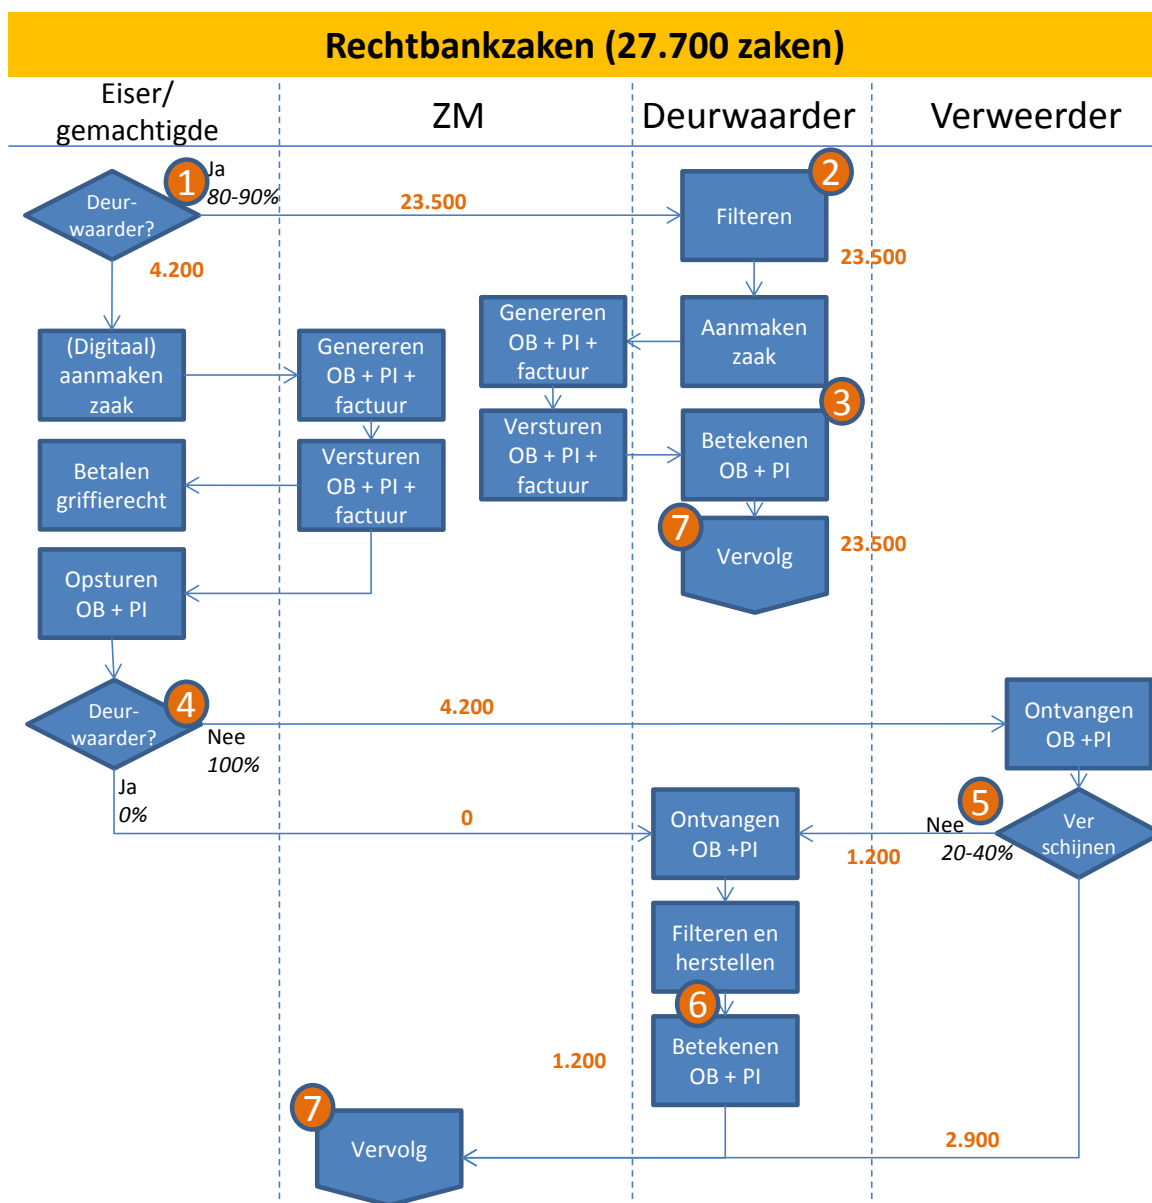 Rechtbankzaken (27.700 zaken)
Eiser/
gemachtigde
ZM
Deurwaarder
Verweerder
1
Ja
80-90%
Deur-
waarder?
23.500
2
Filteren
4.200
23.500
(Digitaal)
aanmaken
zaak
Genereren
OB + PI +
factuur
Genereren
OB + PI +
factuur
Aanmaken
zaak
3
Betalen
griffierecht
Versturen
OB + PI +
factuur
Versturen
OB + PI +
factuur
Betekenen
OB + PI
7
Vervolg
23.500
Opsturen
OB + PI
4
Deur-
waarder?
Nee
100%
4.200
Ontvangen
OB +PI
Ja
0%
0
Ontvangen
OB +PI
5
Nee
20-40%
Ver
schijnen
1.200
Filteren en
herstellen
6
Betekenen
OB + PI
1.200
7
Vervolg
2.900